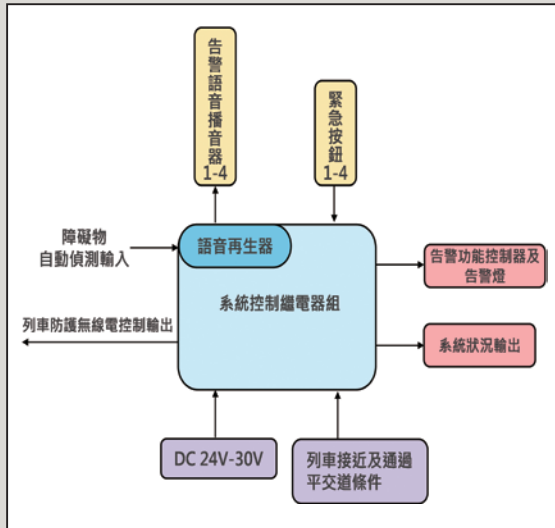 告警語音播音器
1-4
緊急按鈕
1-4
障礙物
自動偵測輸入
語音再生器
系統控制繼電器組
告警功能控制器及
告警燈
列車防護無線電控制輸出
系統狀況輸出
DC 24V-30V
列車接近及通過
平交道條件